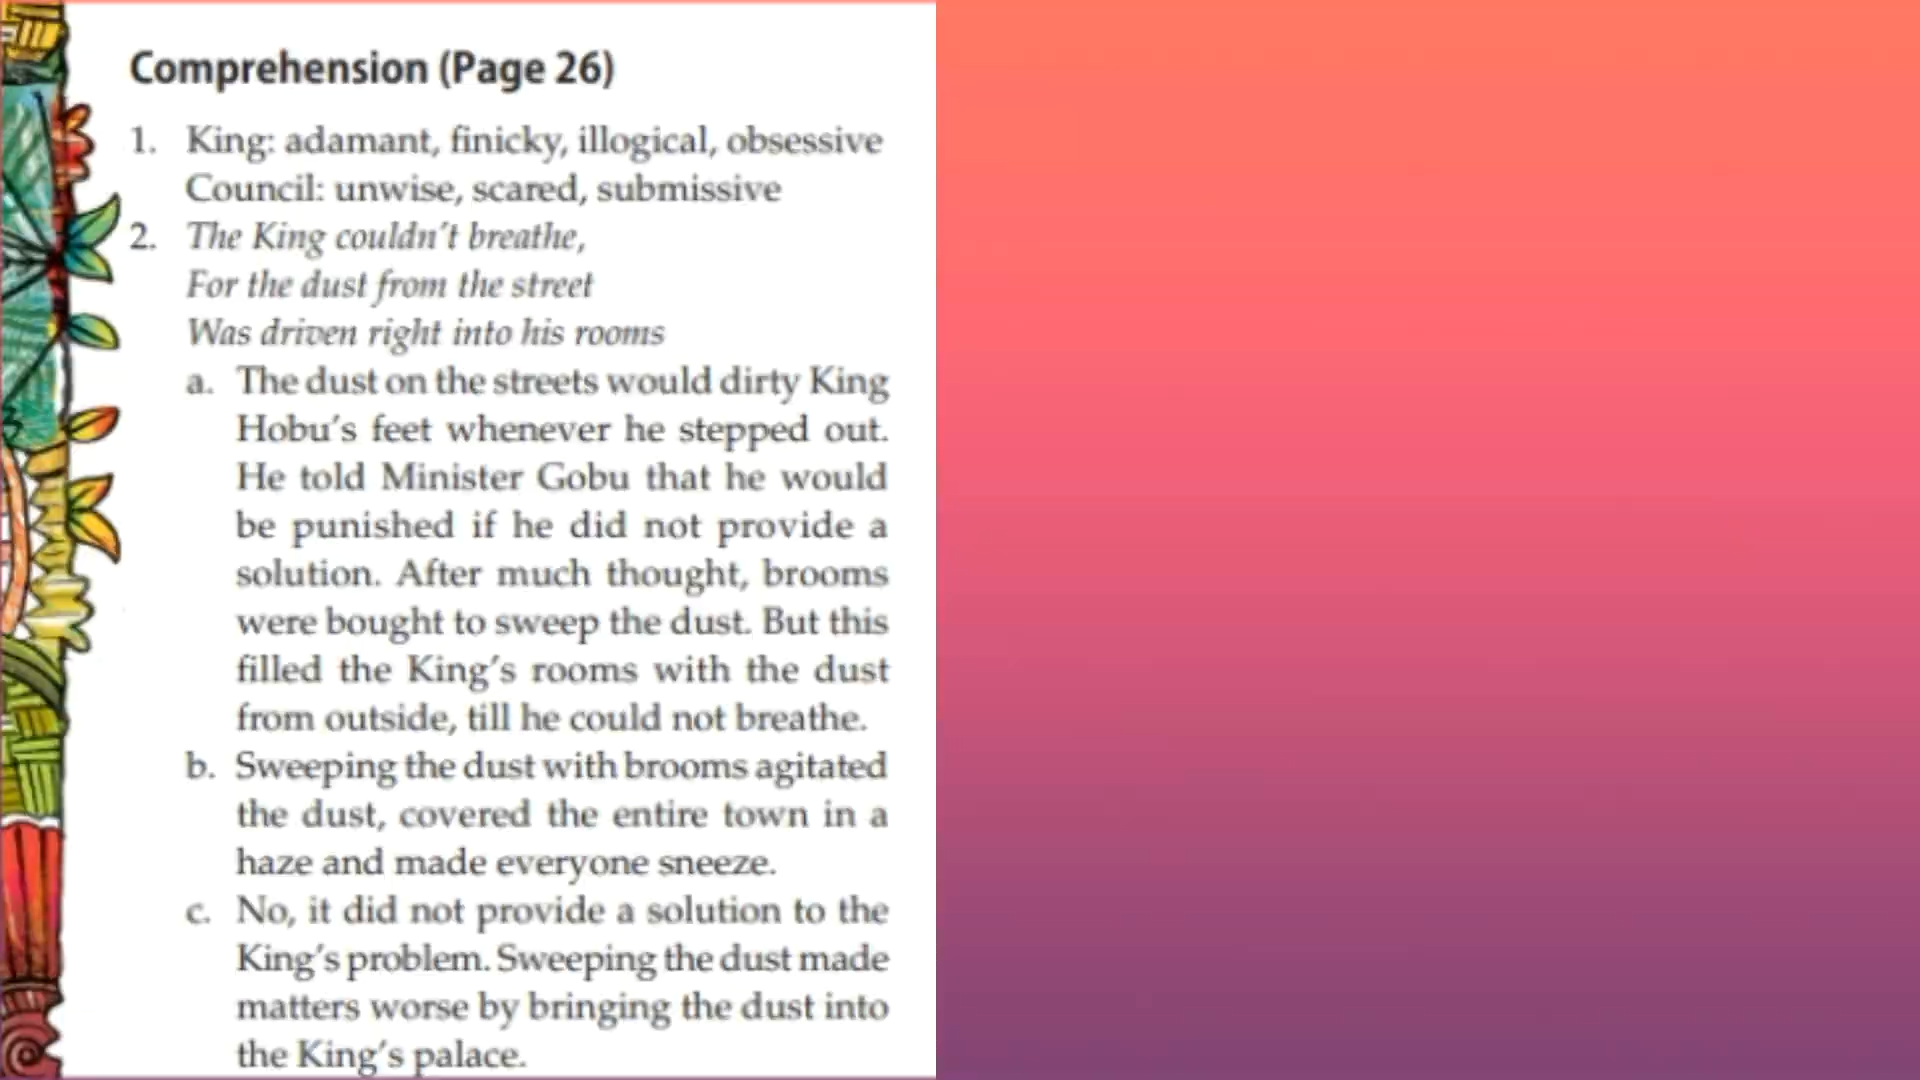 Comprehension (Page 26)
1. King: adamant, finicky, illogical, obsessive
Council: unwise, scared, submissive
2. The King couldn't breathe,
For the dust from the street
Was driven right into his rooms
a. The dust on the streets would dirty King
Hobu's feet whenever he stepped out.
He told Minister Gobu that he would
be punished if he did not provide a
solution. After much thought, brooms
were bought to sweep the dust. But this
filled the King's rooms with the dust
from outside, till he could not breathe.
b. Sweeping the dust with brooms agitated
the dust, covered the entire town in a
haze and made everyone sneeze.
c. No, it did not provide a solution to the
King's problem. Sweeping the dust made
matters worse by bringing the dust into
the King's palace.